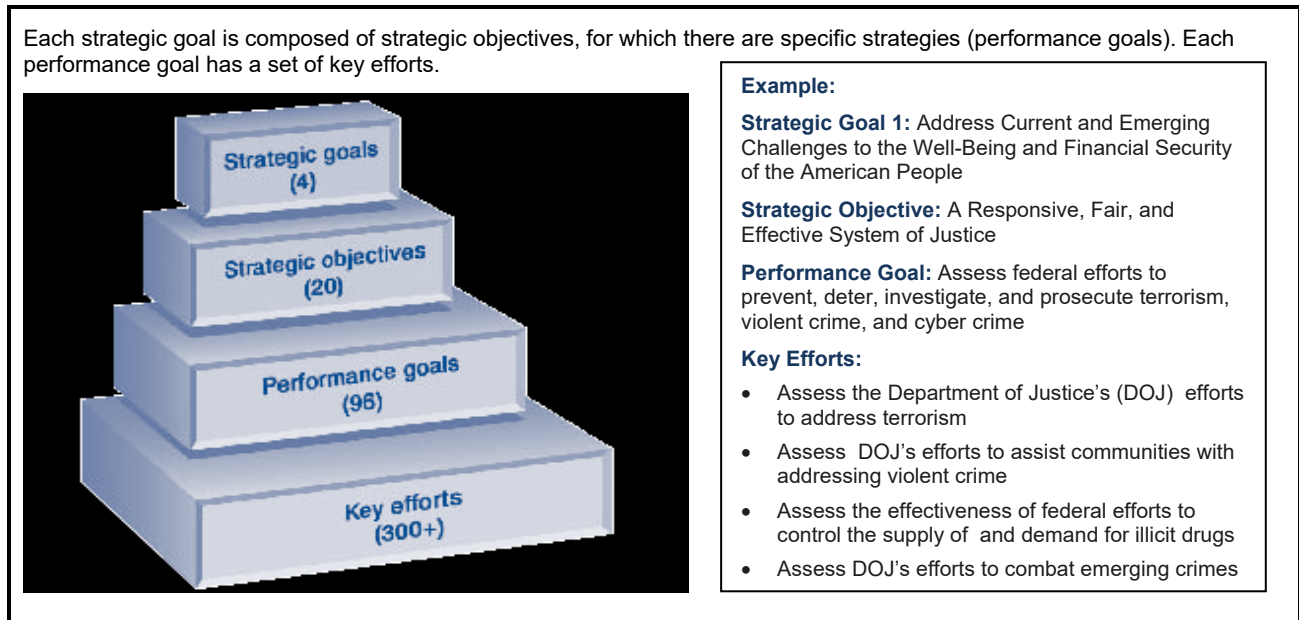 Each strategic goal is composed of strategic objectives, for which there are specific strategies (performance goals). Each
performance goal has a set of key efforts.
Strategic goals
(4)
Strategic objectives
(20)
Performance goals
(96)
Key efforts
(300+)
Example:
Strategic Goal 1: Address Current and Emerging
Challenges to the Well-Being and Financial Security
of the American People
Strategic Objective: A Responsive, Fair, and
Effective System of Justice
Performance Goal: Assess federal efforts to
prevent, deter, investigate, and prosecute terrorism,
violent crime, and cyber crime
Key Efforts:
• Assess the Department of Justice’s (DOJ) efforts
to address terrorism
• Assess DOJ’s efforts to assist communities with
addressing violent crime
• Assess the effectiveness of federal efforts to
control the supply of and demand for illicit drugs
• Assess DOJ’s efforts to combat emerging crimes